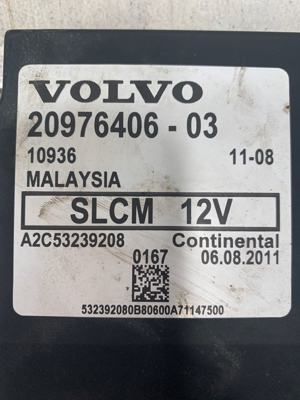 VOLVO
20976406 - 03
10936 11-08
MALAYSIA
SLCM 12V
A2C53239208 Continental
0167 06.08.2011
532392080B80600A71147500